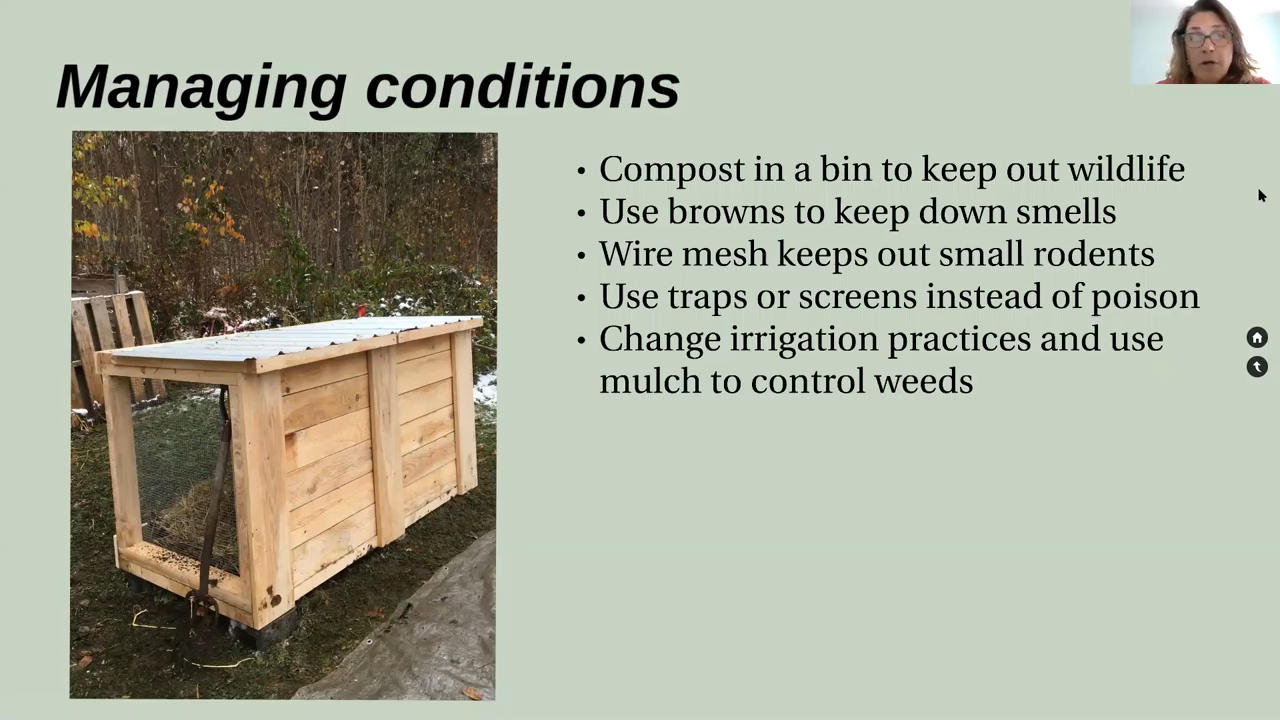 Managing conditions
• Compost in a bin to keep out wildlife
• Use browns to keep down smells
• Wire mesh keeps out small rodents
• Use traps or screens instead of poison
• Change irrigation practices and use
mulch to control weeds